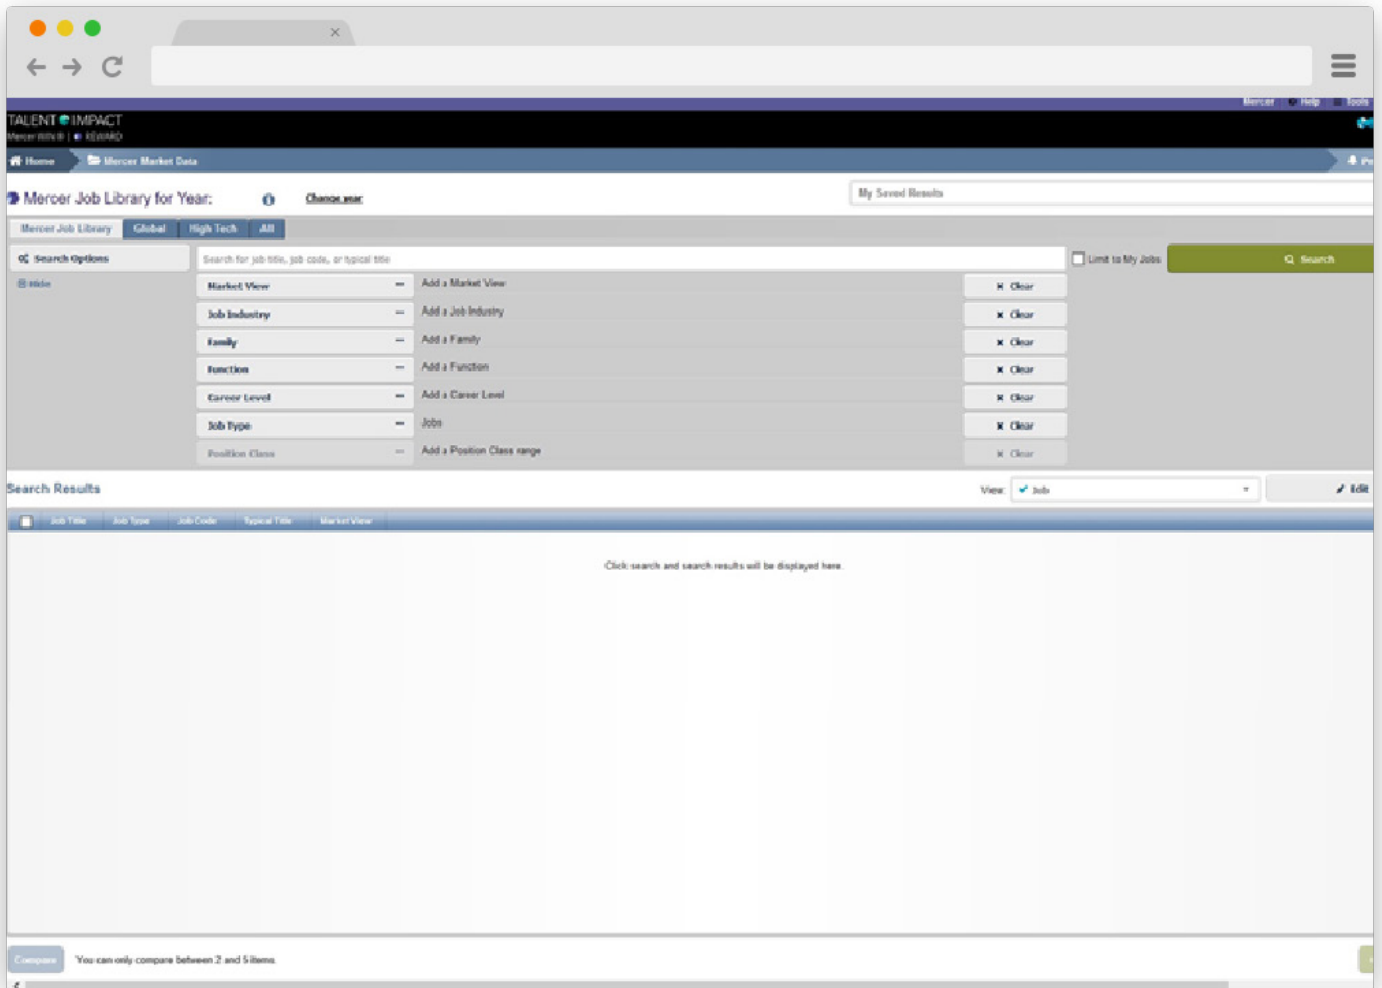 Mercer Help Tools
TALENT IMPACT
Mercer WIN® | REWARD
Home Mercer Market Data
Mercer Job Library for Year: Change year
My Saved Results
Mercer Job Library Global High Tech All
Search Options
Search for job title, job code, or typical title
Limit to My Jobs
Search
Hide
Market View Add a Market View Clear
Job Industry Add a Job Industry Clear
Family Add a Family Clear
Function Add a Function Clear
Career Level Add a Career Level Clear
Job Type Jobs Clear
Position Class Add a Position Class range Clear
Search Results
View: Job
Edit
Job Title Job Type Job Code Typical Title Market View
Click search and search results will be displayed here.
Compare You can only compare between 2 and 5 items.